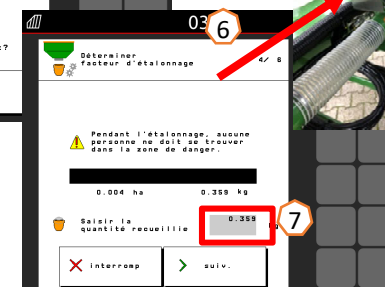 ?
03
6
Déterminer
facteur d'étalonnage
4/ 6
Pendant l'étalonnage, aucune
personne ne doit se trouver
dans la zone de danger.
0.004 ha
0.359 kg
Saisir la
quantité recueillie
0.359
7
interromp
suiv.